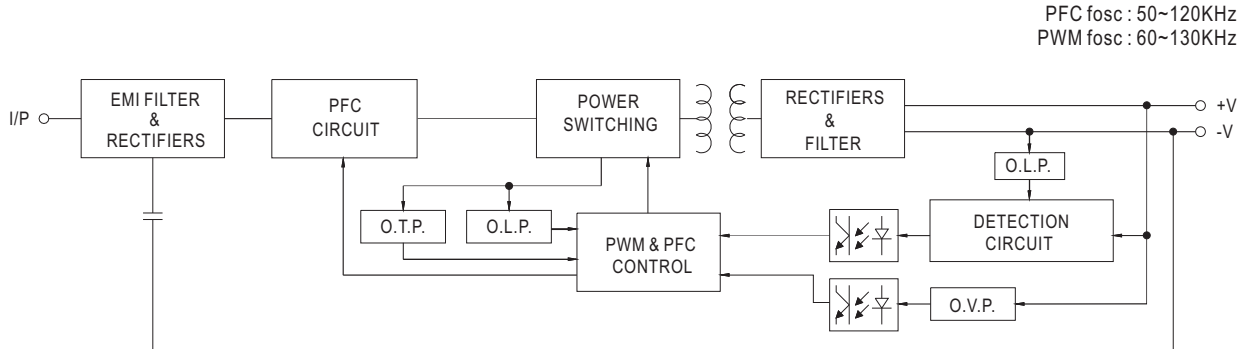 PFC fosc : 50~120KHz
PWM fosc : 60~130KHz
I/P
EMI FILTER
&
RECTIFIERS
PFC
CIRCUIT
POWER
SWITCHING
RECTIFIERS
&
FILTER
+V
-V
O.L.P.
O.T.P.
O.L.P.
PWM & PFC
CONTROL
DETECTION
CIRCUIT
O.V.P.